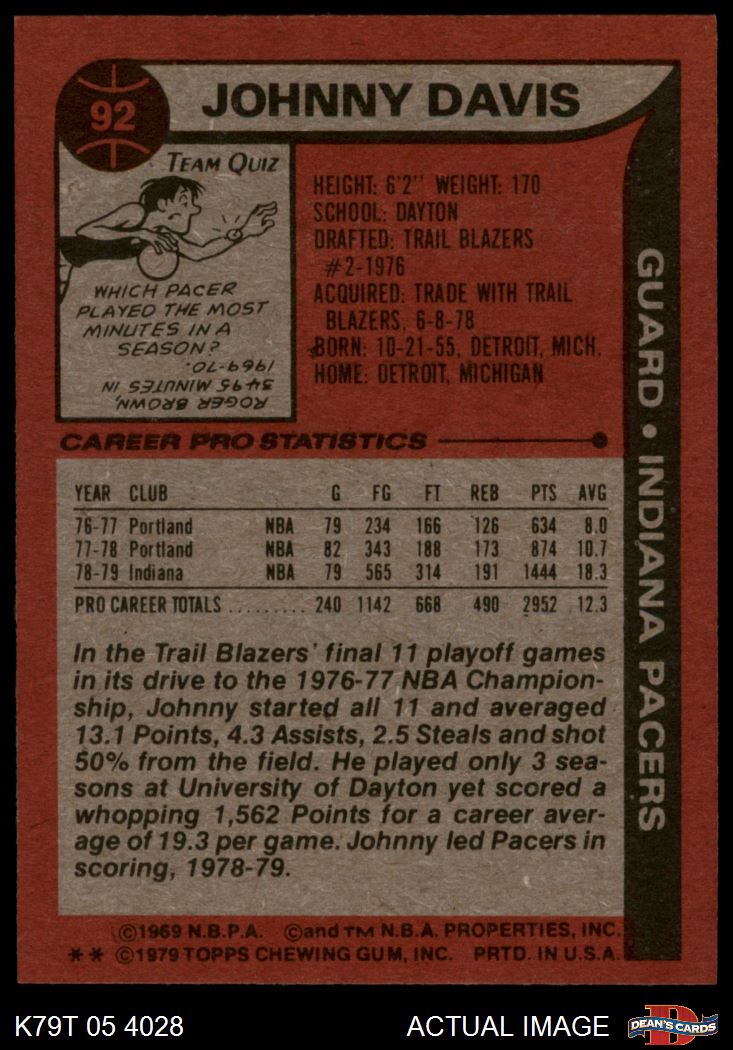 92
JOHNNY DAVIS
TEAM QUIZ
WHICH PACER
PLAYED THE MOST
MINUTES IN A
SEASON?
ROGER BROWN,
3495 MINUTES IN
1969-70.
HEIGHT: 6'2'' WEIGHT: 170
SCHOOL: DAYTON
DRAFTED: TRAIL BLAZERS
#2-1976
ACQUIRED: TRADE WITH TRAIL
BLAZERS, 6-8-78
BORN: 10-21-55, DETROIT, MICH.
HOME: DETROIT, MICHIGAN
GUARD • INDIANA PACERS
CAREER PRO STATISTICS
YEAR CLUB G FG FT REB PTS AVG
76-77 Portland NBA 79 234 166 126 634 8.0
77-78 Portland NBA 82 343 188 173 874 10.7
78-79 Indiana NBA 79 565 314 191 1444 18.3
PRO CAREER TOTALS ......... 240 1142 668 490 2952 12.3
In the Trail Blazers' final 11 playoff games
in its drive to the 1976-77 NBA Champion-
ship, Johnny started all 11 and averaged
13.1 Points, 4.3 Assists, 2.5 Steals and shot
50% from the field. He played only 3 sea-
sons at University of Dayton yet scored a
whopping 1,562 Points for a career aver-
age of 19.3 per game. Johnny led Pacers in
scoring, 1978-79.
©1969 N.B.P.A. ©and TM N.B.A. PROPERTIES, INC.
** ©1979 TOPPS CHEWING GUM, INC. PRTD. IN U.S.A.
K79T 05 4028 ACTUAL IMAGE
DEAN'S CARDS